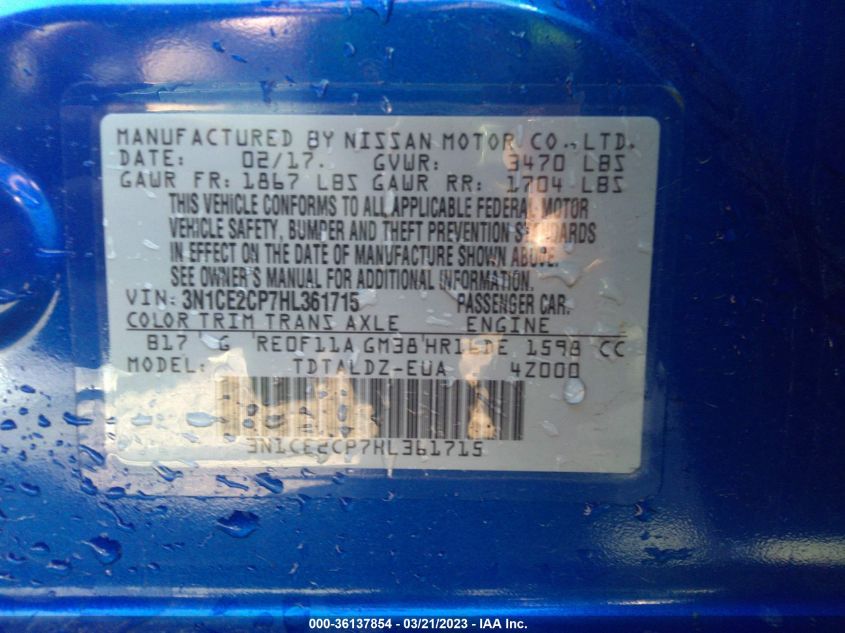 MANUFACTURED BY NISSAN MOTOR CO., LTD.
DATE: 02/17. GVWR: 3470 LBS
GAWR FR: 1867 LBS GAWR RR: 1704 LBS
THIS VEHICLE CONFORMS TO ALL APPLICABLE FEDERAL MOTOR
VEHICLE SAFETY, BUMPER AND THEFT PREVENTION STANDARDS
IN EFFECT ON THE DATE OF MANUFACTURE SHOWN ABOVE.
SEE OWNER'S MANUAL FOR ADDITIONAL INFORMATION.
VIN: 3N1CE2CP7HL361715 PASSENGER CAR.
COLOR TRIM TRANS AXLE ENGINE
B17 G RE0F11A GM38 HR16DE 1598 CC
MODEL: TDTALDZ-EUA 4Z000
3N1CE2CP7HL361715
000-36137854 - 03/21/2023 - IAA Inc.